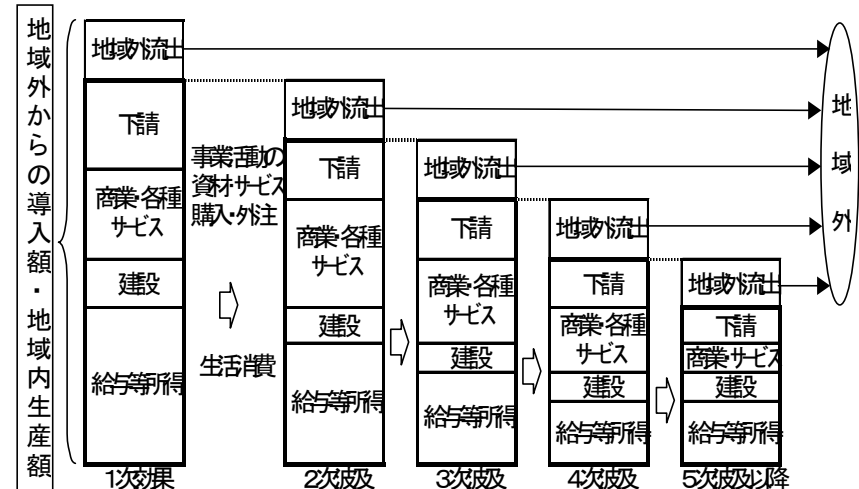 地域外からの導入額・地域内生産額
地域外流出
下請
商業・各種
サービス
建設
給与等所得
1次効果
事業活動の
資材・サービス
購入・外注
生活消費
地域外流出
下請
商業・各種
サービス
建設
給与等所得
2次波及
地域外流出
下請
商業・各種
サービス
建設
給与等所得
3次波及
地域外流出
下請
商業・各種
サービス
建設
給与等所得
4次波及
地域外流出
下請
商業・サービス
建設
給与等所得
5次波及以降
地域外